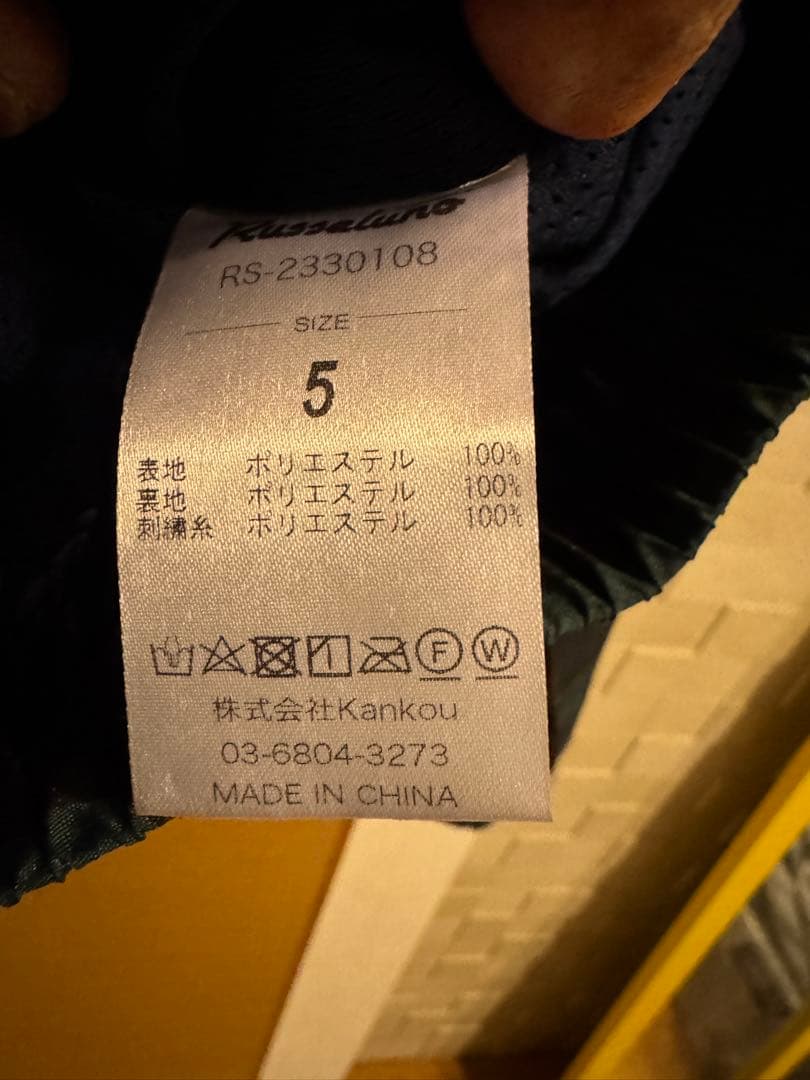 Russeluno
RS-2330108
SIZE
5
表地 ポリエステル 100%
裏地 ポリエステル 100%
刺繍糸 ポリエステル 100%
F W
株式会社Kankou
03-6804-3273
MADE IN CHINA